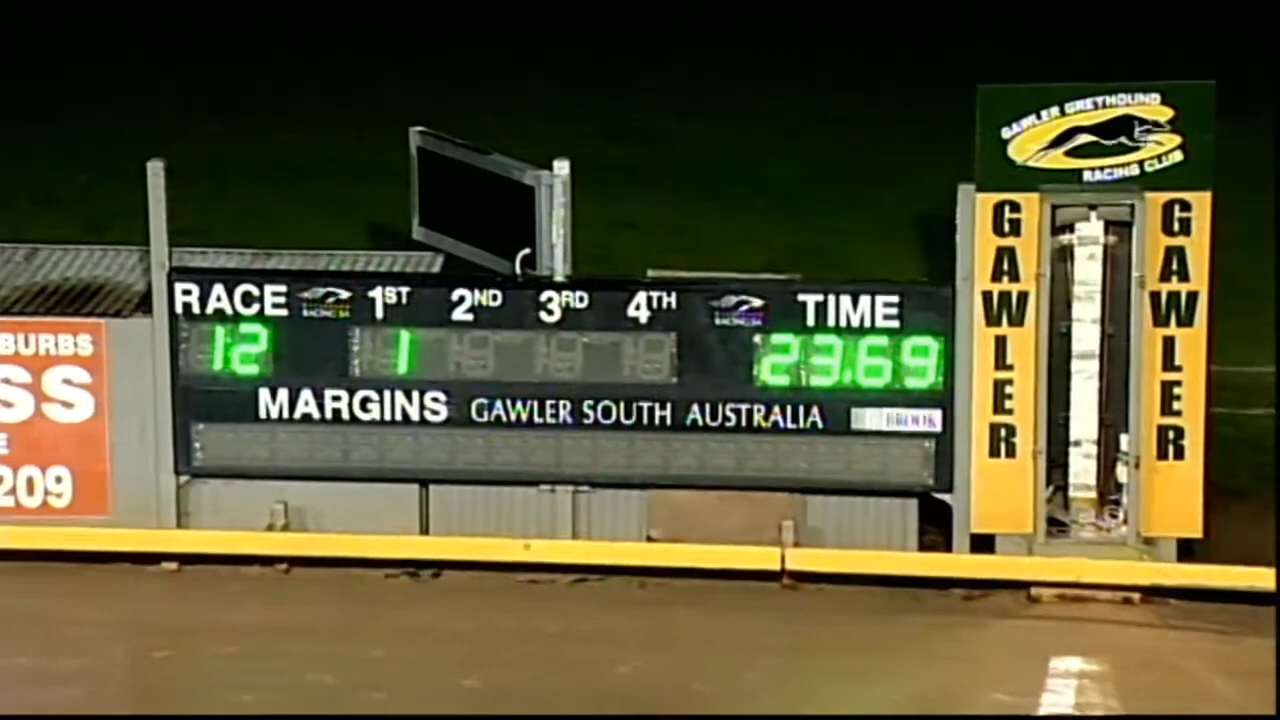 GAWLER GREYHOUND
RACING CLUB
RACE 1ST 2ND 3RD 4TH TIME
12 1 23.69
MARGINS GAWLER SOUTH AUSTRALIA BROOK
GAWLER
GAWLER
BURBS
SS
E
209